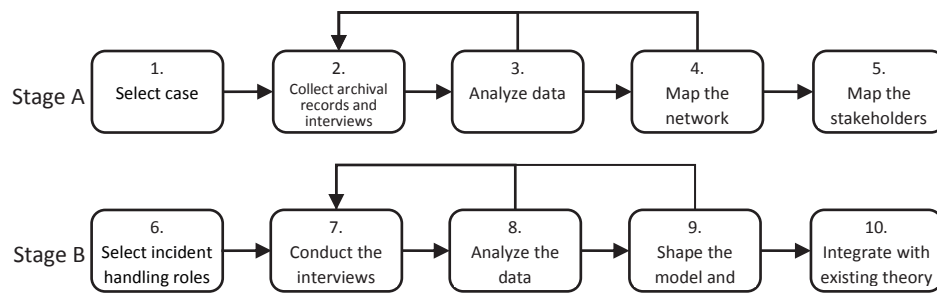 1.
Select case
2.
Collect archival
records and
interviews
3.
Analyze data
4.
Map the
network
5.
Map the
stakeholders
Stage A
6.
Select incident
handling roles
7.
Conduct the
interviews
8.
Analyze the
data
9.
Shape the
model and
10.
Integrate with
existing theory
Stage B